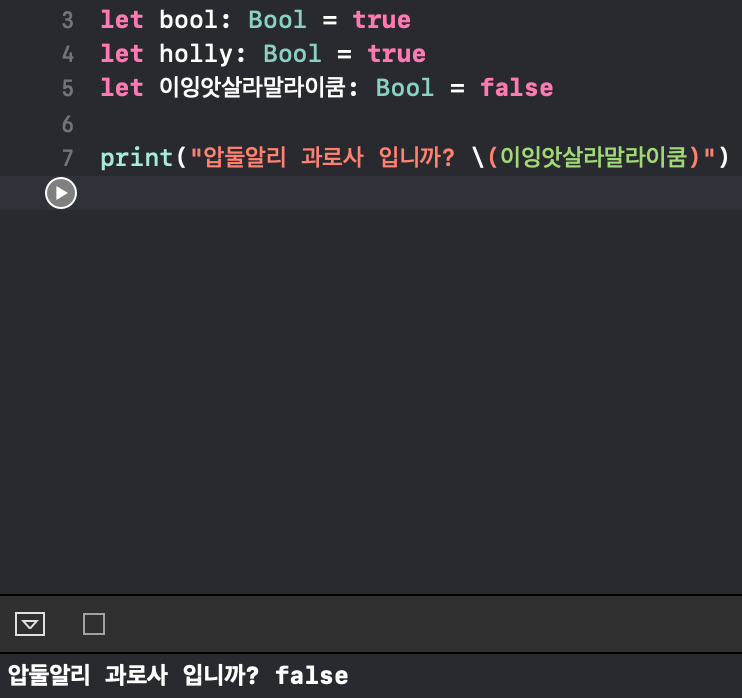 3 let bool: Bool = true
4 let holly: Bool = true
5 let 이잉앗살라말라이쿰: Bool = false
6
7 print("압둘알리 과로사 입니까? \(이잉앗살라말라이쿰)")
압둘알리 과로사 입니까? false